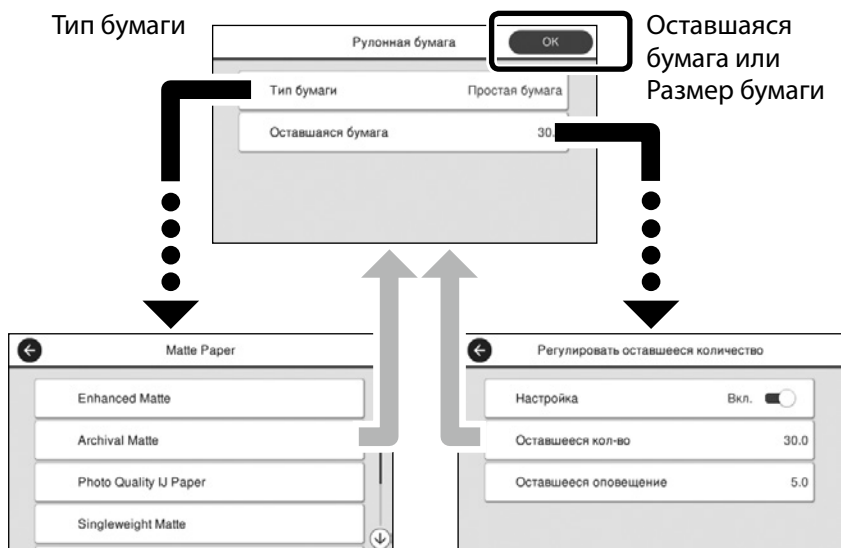 Тип бумаги
Рулонная бумага
OK
Оставшаяся
бумага или
Размер бумаги
Тип бумаги Простая бумага
Оставшаяся бумага 30.
Matte Paper
Enhanced Matte
Archival Matte
Photo Quality IJ Paper
Singleweight Matte
Регулировать оставшееся количество
Настройка Вкл.
Оставшееся кол-во 30.0
Оставшееся оповещение 5.0